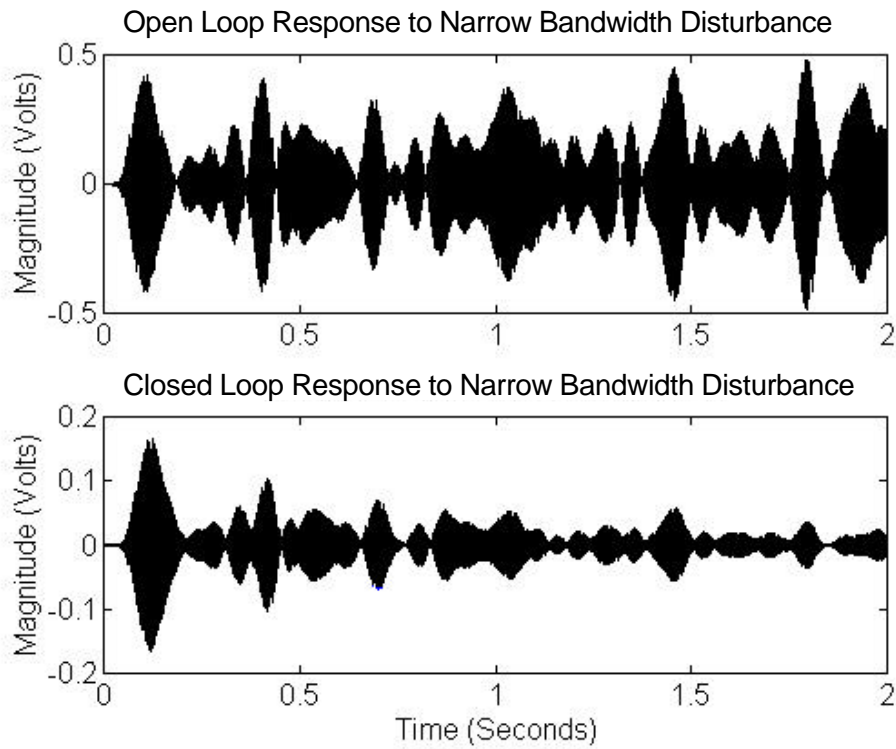 Open Loop Response to Narrow Bandwidth Disturbance
0.5
0
-0.5
Magnitude (Volts)
0 0.5 1 1.5 2
Closed Loop Response to Narrow Bandwidth Disturbance
0.2
0.1
0
-0.1
-0.2
Magnitude (Volts)
0 0.5 1 1.5 2
Time (Seconds)